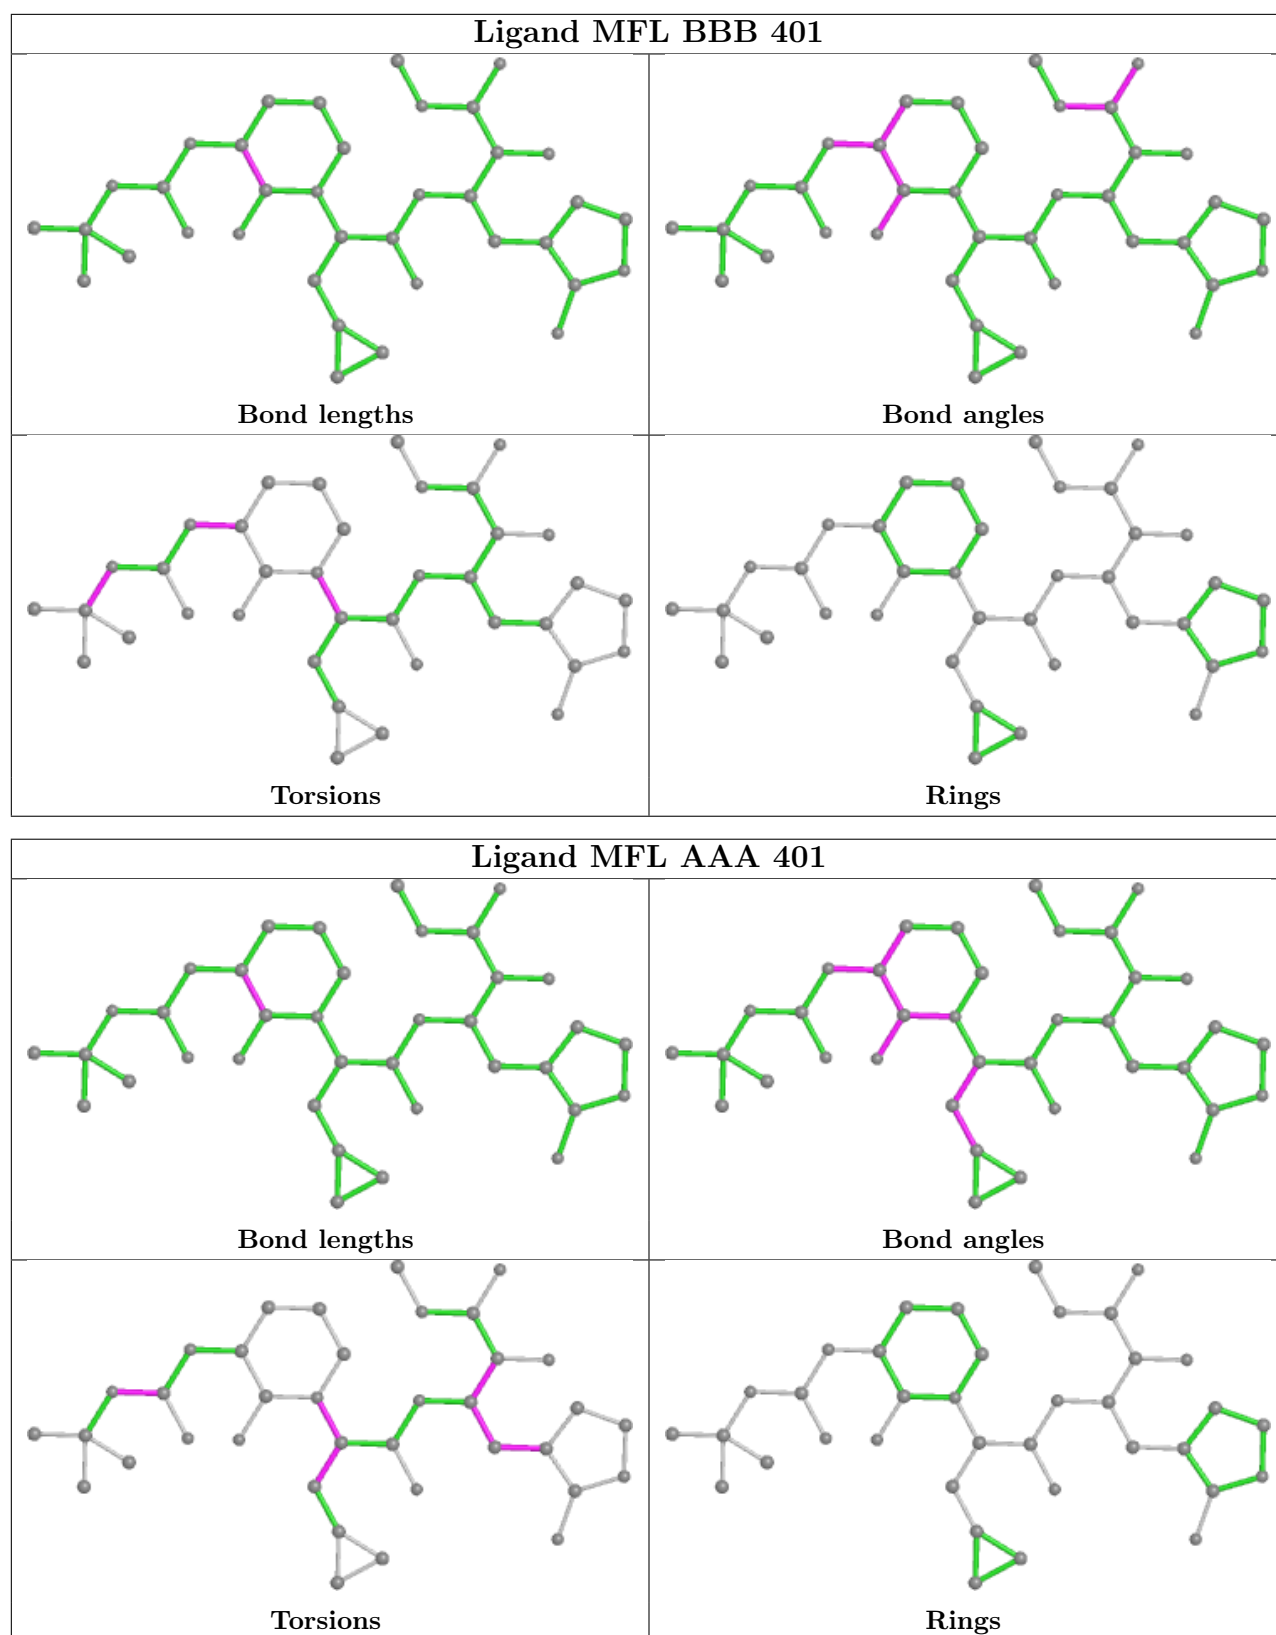 Ligand MFL BBB 401
Bond lengths
Bond angles
Torsions
Rings
Ligand MFL AAA 401
Bond lengths
Bond angles
Torsions
Rings